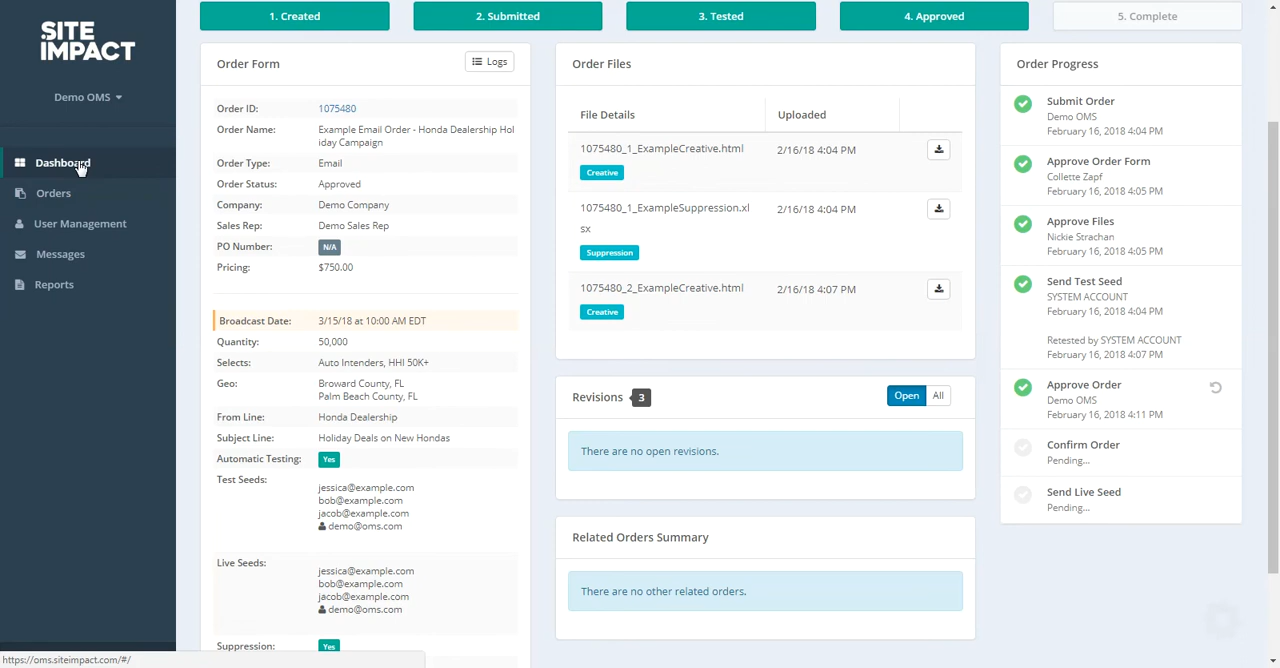 SITE
IMPACT
Demo OMS
Dashboard
Orders
User Management
Messages
Reports
https://oms.siteimpact.com/#/
1. Created
2. Submitted
3. Tested
4. Approved
5. Complete
Order Form
Logs
Order ID: 1075480
Order Name: Example Email Order - Honda Dealership Hol
iday Campaign
Order Type: Email
Order Status: Approved
Company: Demo Company
Sales Rep: Demo Sales Rep
PO Number: N/A
Pricing: $750.00
Broadcast Date: 3/15/18 at 10:00 AM EDT
Quantity: 50,000
Selects: Auto Intenders, HHI 50K+
Geo: Broward County, FL
Palm Beach County, FL
From Line: Honda Dealership
Subject Line: Holiday Deals on New Hondas
Automatic Testing: Yes
Test Seeds:
jessica@example.com
bob@example.com
jacob@example.com
demo@oms.com
Live Seeds:
jessica@example.com
bob@example.com
jacob@example.com
demo@oms.com
Suppression: Yes
Order Files
File Details Uploaded
1075480_1_ExampleCreative.html 2/16/18 4:04 PM
Creative
1075480_1_ExampleSuppression.xl 2/16/18 4:04 PM
sx
Suppression
1075480_2_ExampleCreative.html 2/16/18 4:07 PM
Creative
Revisions 3
Open All
There are no open revisions.
Related Orders Summary
There are no other related orders.
Order Progress
Submit Order
Demo OMS
February 16, 2018 4:04 PM
Approve Order Form
Collette Zapf
February 16, 2018 4:05 PM
Approve Files
Nickie Strachan
February 16, 2018 4:05 PM
Send Test Seed
SYSTEM ACCOUNT
February 16, 2018 4:04 PM
Retested by SYSTEM ACCOUNT
February 16, 2018 4:07 PM
Approve Order
Demo OMS
February 16, 2018 4:11 PM
Confirm Order
Pending...
Send Live Seed
Pending...